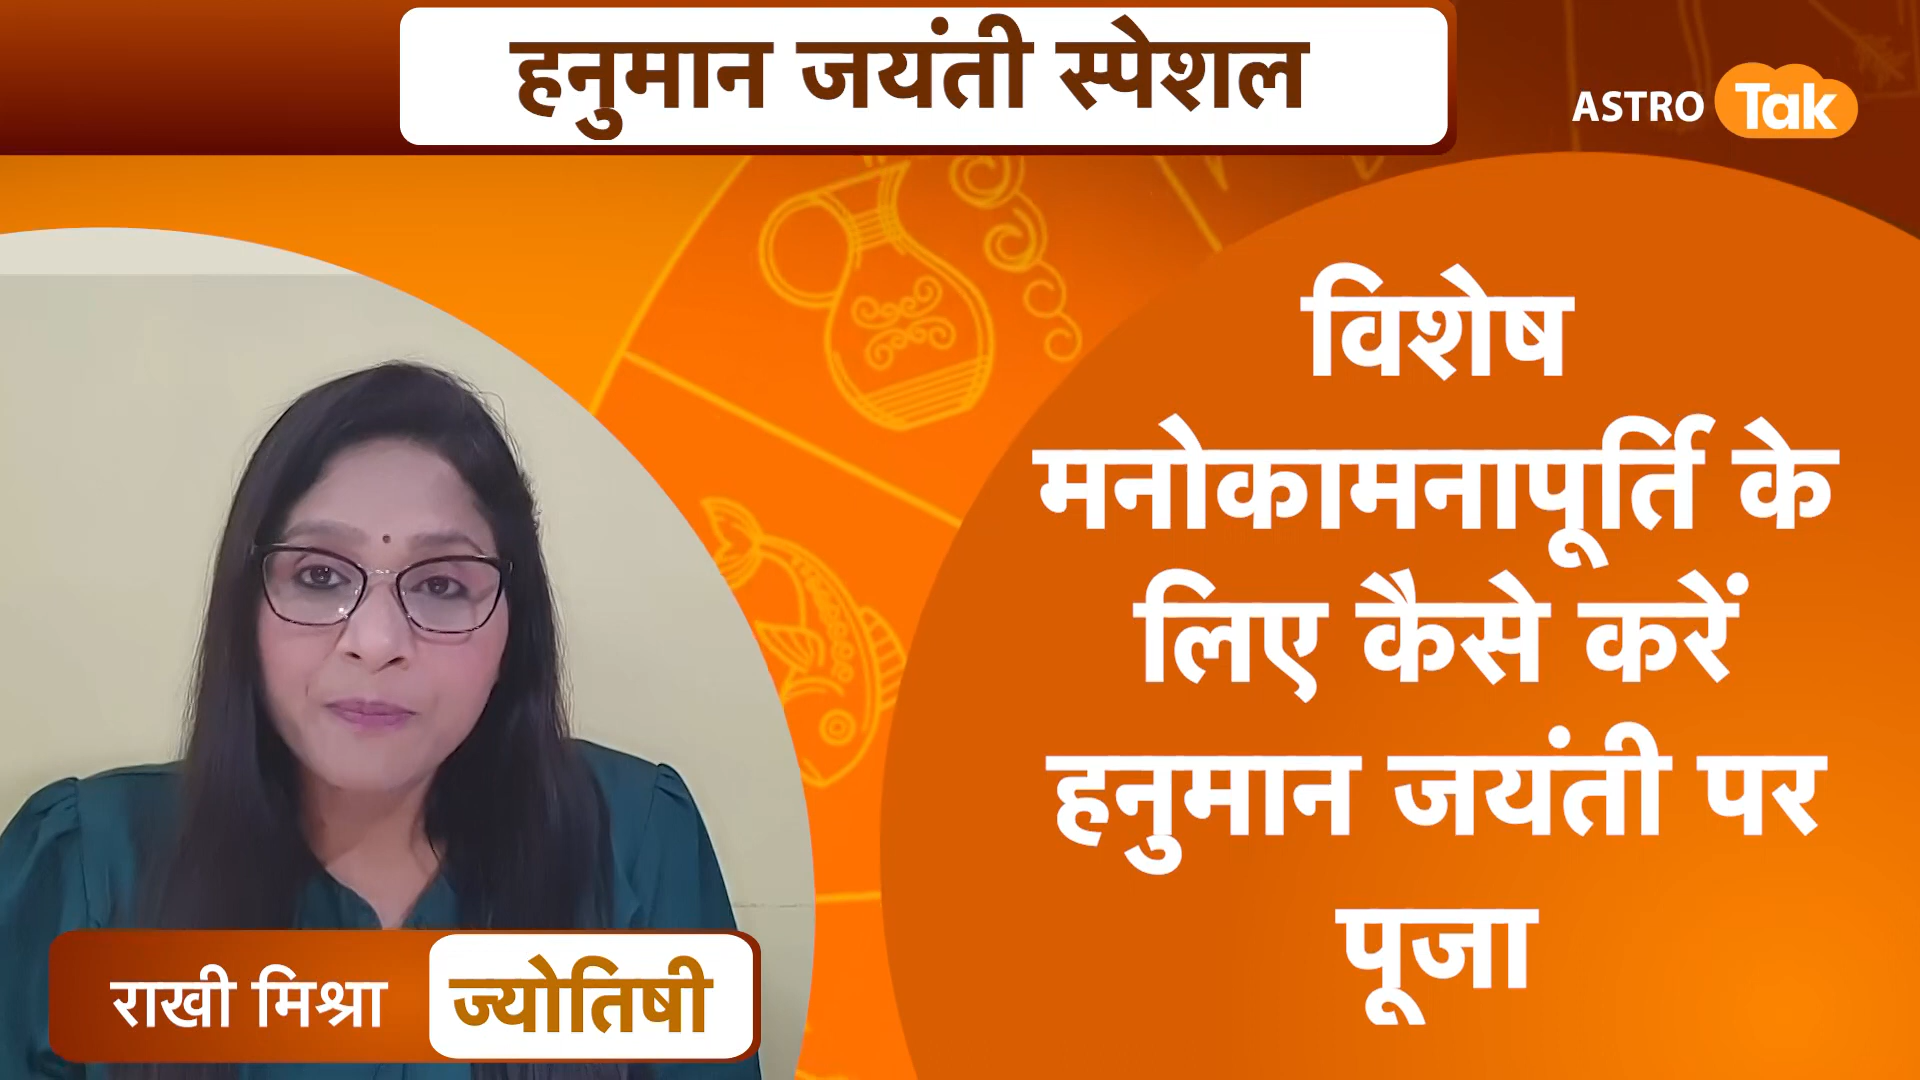 हनुमान जयंती स्पेशल
ASTRO Tak
विशेष
मनोकामनापूर्ति के
लिए कैसे करें
हनुमान जयंती पर
पूजा
राखी मिश्रा ज्योतिषी